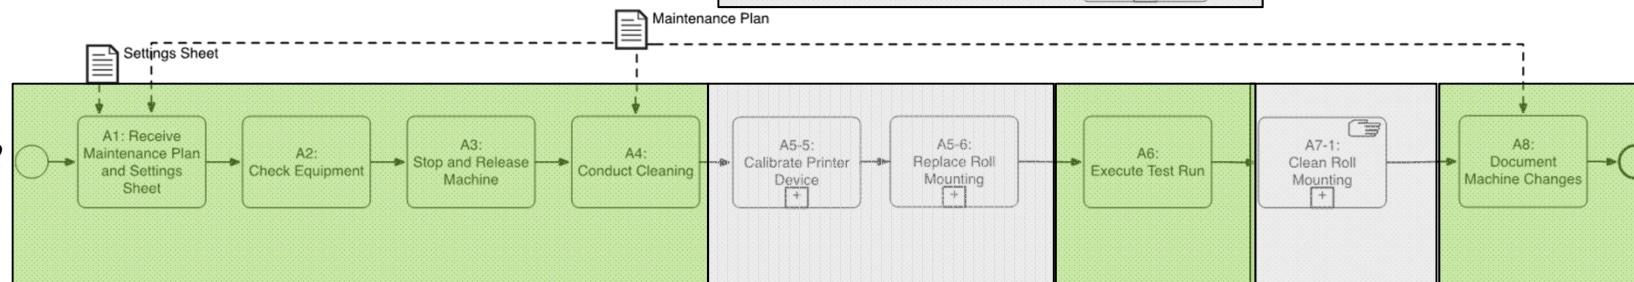 Maintenance Plan
Settings Sheet
A1: Receive
Maintenance Plan
and Settings
Sheet
A2:
Check Equipment
A3:
Stop and Release
Machine
A4:
Conduct Cleaning
A5-5:
Calibrate Printer
Device
+
A5-6:
Replace Roll
Mounting
+
A6:
Execute Test Run
A7-1:
Clean Roll
Mounting
+
A8:
Document
Machine Changes